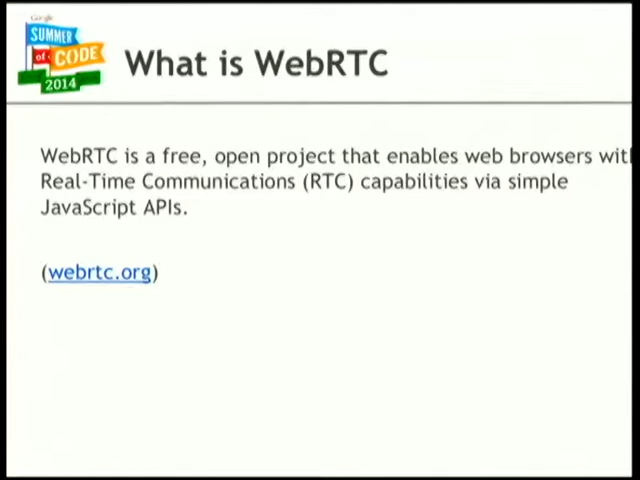 Google
SUMMER
of CODE
2014
What is WebRTC
WebRTC is a free, open project that enables web browsers wit
Real-Time Communications (RTC) capabilities via simple
JavaScript APIs.
(webrtc.org)